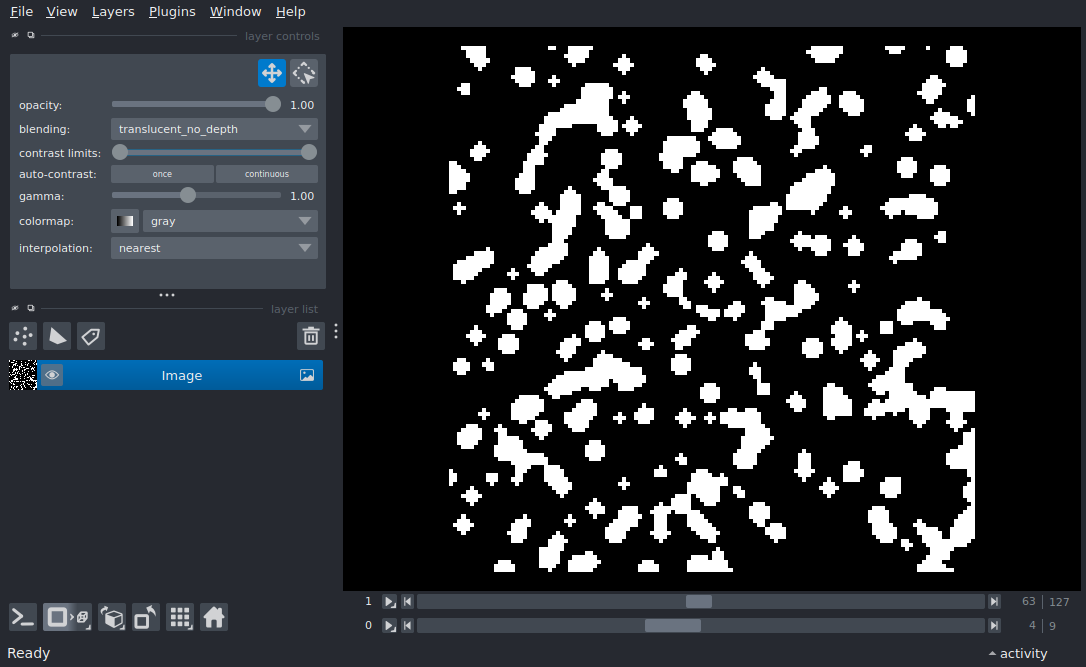 File View Layers Plugins Window Help
layer controls
opacity: 1.00
blending: translucent_no_depth
contrast limits:
auto-contrast: once continuous
gamma: 1.00
colormap: gray
interpolation: nearest
layer list
Image
1 63 127
0 4 9
Ready activity